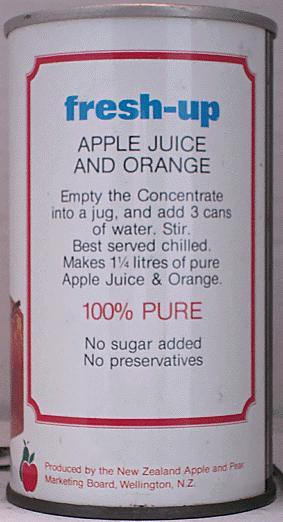 fresh-up
APPLE JUICE
AND ORANGE
Empty the Concentrate
into a jug, and add 3 cans
of water. Stir.
Best served chilled.
Makes 1¼ litres of pure
Apple Juice & Orange.
100% PURE
No sugar added
No preservatives
Produced by the New Zealand Apple and Pear
Marketing Board, Wellington, N.Z.